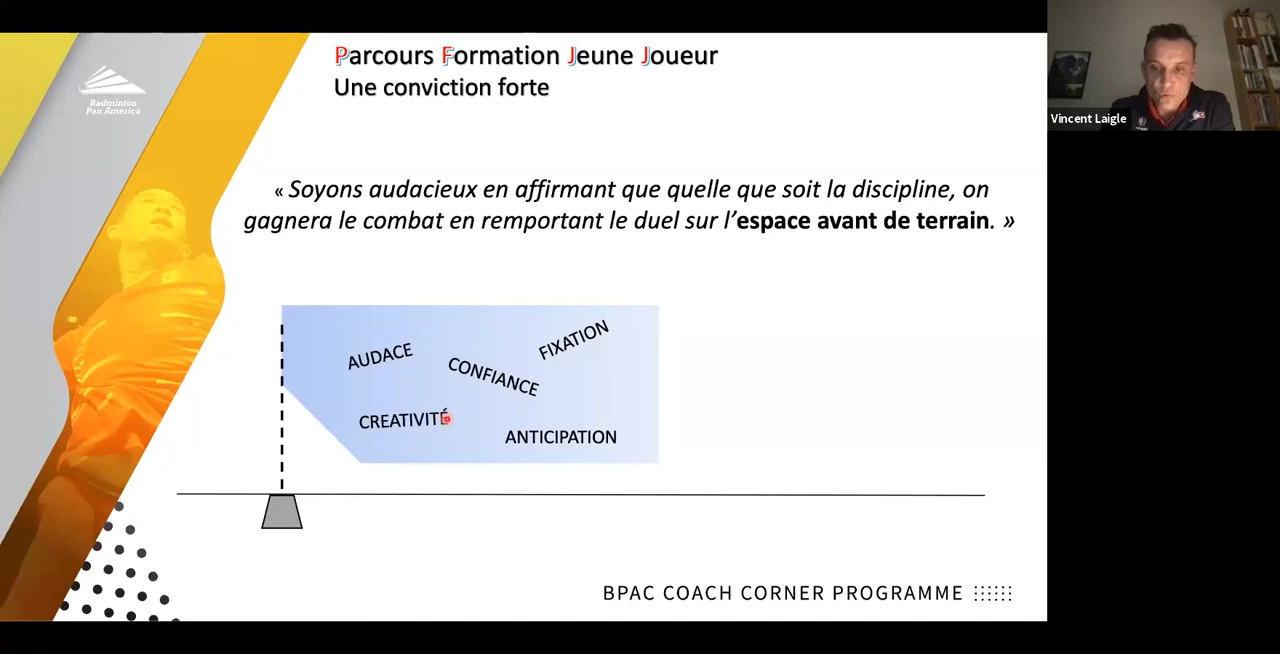 Parcours Formation Jeune Joueur
Une conviction forte
Badminton
Pan America
Vincent Laigle
« Soyons audacieux en affirmant que quelle que soit la discipline, on
gagnera le combat en remportant le duel sur l’espace avant de terrain. »
AUDACE
CONFIANCE
FIXATION
CREATIVITÉ
ANTICIPATION
BPAC COACH CORNER PROGRAMME